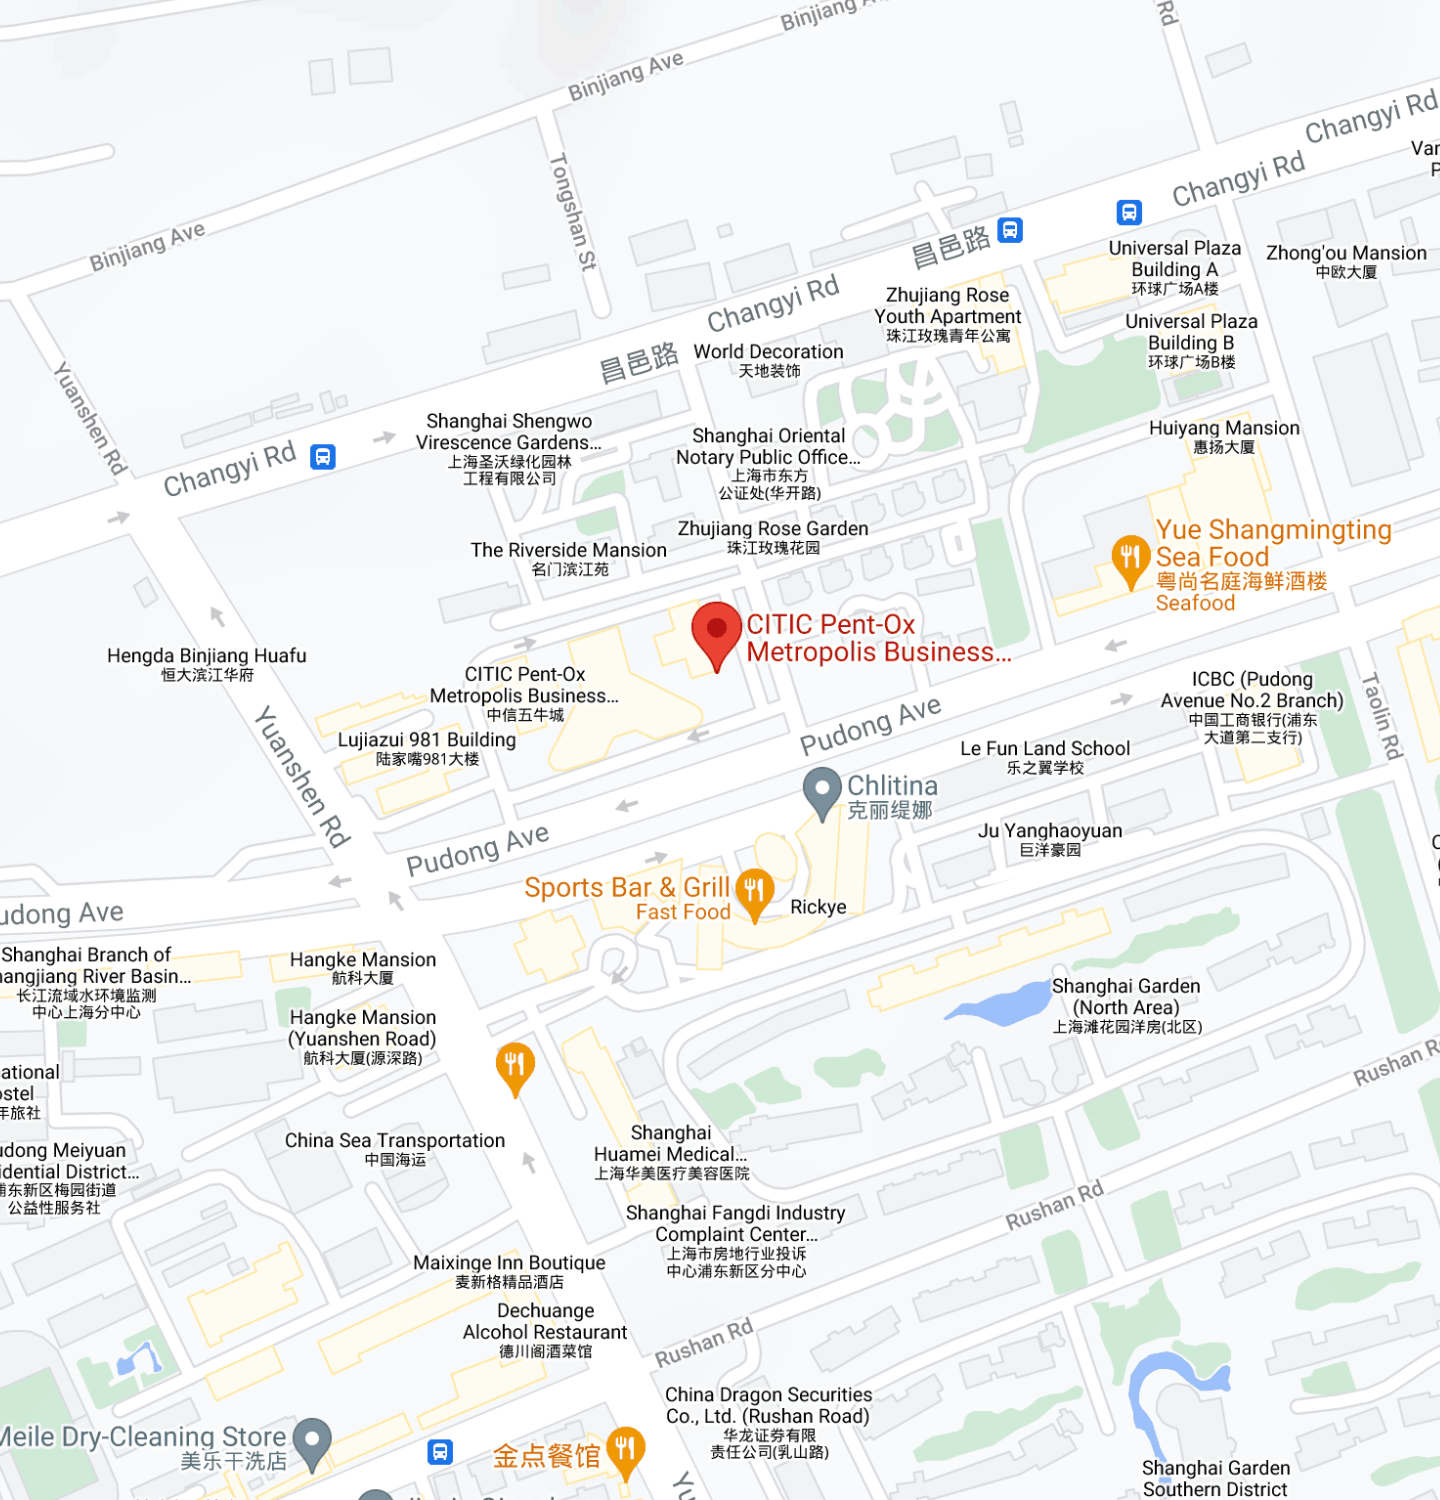 Binjiang Ave
Rd
Binjiang Ave
Changyi Rd
Tongshan St
Changyi Rd
Binjiang Ave
昌邑路
Universal Plaza
Building A
环球广场A楼
Zhong'ou Mansion
中欧大厦
Changyi Rd
Zhujiang Rose
Youth Apartment
珠江玫瑰青年公寓
Universal Plaza
Building B
环球广场B楼
昌邑路
World Decoration
天地装饰
Yuanshen Rd
Shanghai Shengwo
Virescence Gardens...
上海圣沃绿化园林
工程有限公司
Shanghai Oriental
Notary Public Office...
上海市东方
公证处(华开路)
Huiyang Mansion
惠扬大厦
Changyi Rd
Zhujiang Rose Garden
珠江玫瑰花园
Yue Shangmingting
Sea Food
粤尚名庭海鲜酒楼
Seafood
The Riverside Mansion
名门滨江苑
CITIC Pent-Ox
Metropolis Business...
Hengda Binjiang Huafu
恒大滨江华府
CITIC Pent-Ox
Metropolis Business...
中信五牛城
ICBC (Pudong
Avenue No.2 Branch)
中国工商银行(浦东
大道第二支行)
Taolin Rd
Pudong Ave
Lujiazui 981 Building
陆家嘴981大楼
Le Fun Land School
乐之翼学校
Yuanshen Rd
Chlitina
克丽缇娜
Ju Yanghaoyuan
巨洋豪园
Pudong Ave
Sports Bar & Grill
Fast Food
Rickye
Ave
Shanghai Branch of
River Basin...
长江流域水环境监测
中心上海分中心
Hangke Mansion
航科大厦
Shanghai Garden
(North Area)
上海滩花园洋房(北区)
Hangke Mansion
(Yuanshen Road)
航科大厦(源深路)
Rushan
China Sea Transportation
中国海运
Shanghai
Huamei Medical...
上海华美医疗美容医院
Meiyuan
District...
浦东新区梅园街道
公益性服务社
Rushan Rd
Shanghai Fangdi Industry
Complaint Center...
上海市房地行业投诉
中心浦东新区分中心
Maixinge Inn Boutique
麦新格精品酒店
Dechuange
Alcohol Restaurant
德川阁酒菜馆
Rushan Rd
China Dragon Securities
Co., Ltd. (Rushan Road)
华龙证券有限
责任公司(乳山路)
Meile Dry-Cleaning Store
美乐干洗店
金点餐馆
Shanghai Garden
Southern District